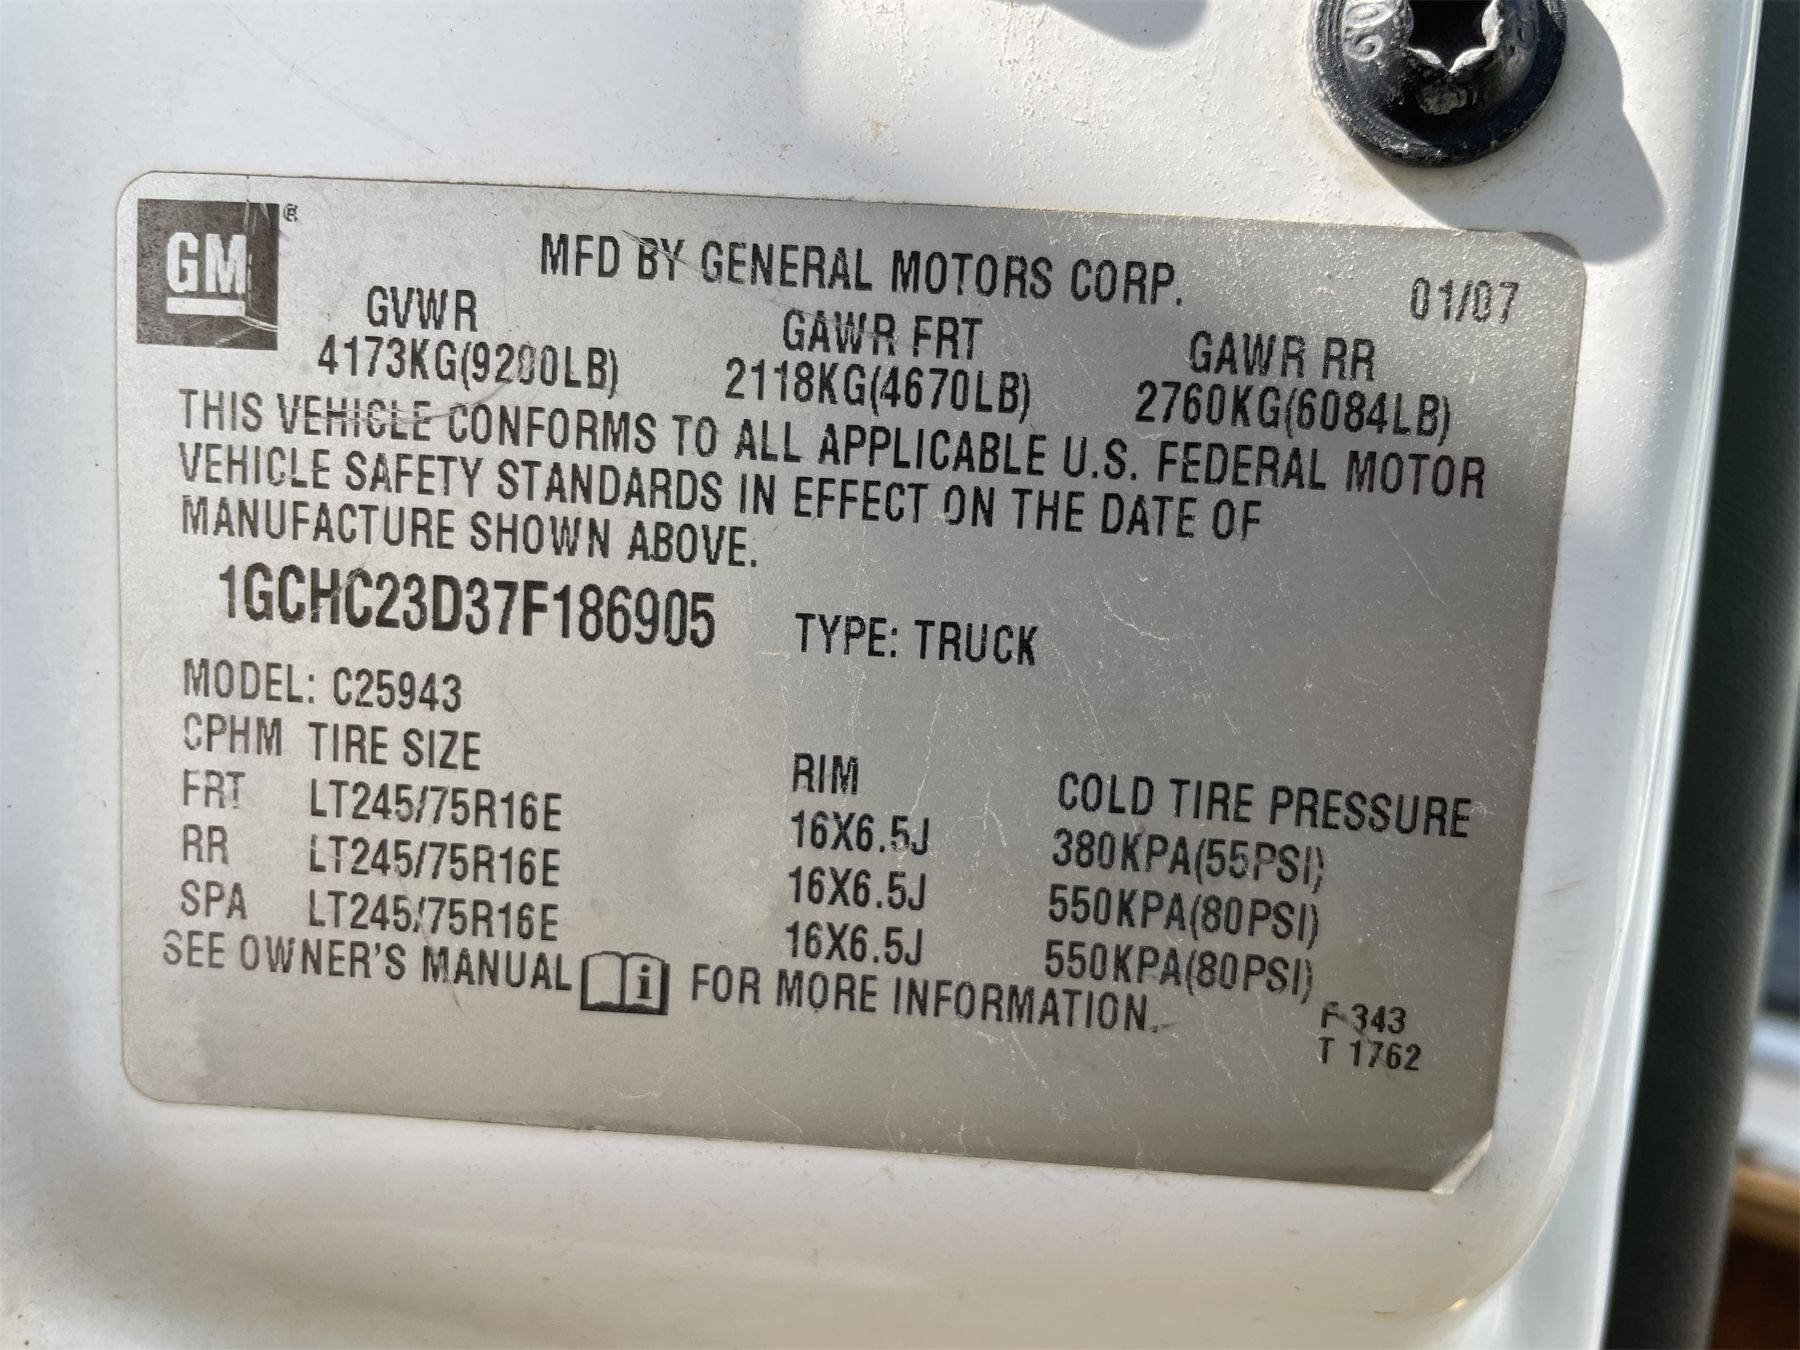 GM ®
MFD BY GENERAL MOTORS CORP. 01/07
GVWR GAWR FRT GAWR RR
4173KG(9200LB) 2118KG(4670LB) 2760KG(6084LB)
THIS VEHICLE CONFORMS TO ALL APPLICABLE U.S. FEDERAL MOTOR
VEHICLE SAFETY STANDARDS IN EFFECT ON THE DATE OF
MANUFACTURE SHOWN ABOVE.
1GCHC23D37F186905 TYPE: TRUCK
MODEL: C25943
CPHM TIRE SIZE RIM COLD TIRE PRESSURE
FRT LT245/75R16E 16X6.5J 380KPA(55PSI)
RR LT245/75R16E 16X6.5J 550KPA(80PSI)
SPA LT245/75R16E 16X6.5J 550KPA(80PSI)
SEE OWNER'S MANUAL i FOR MORE INFORMATION.
F 343
T 1762